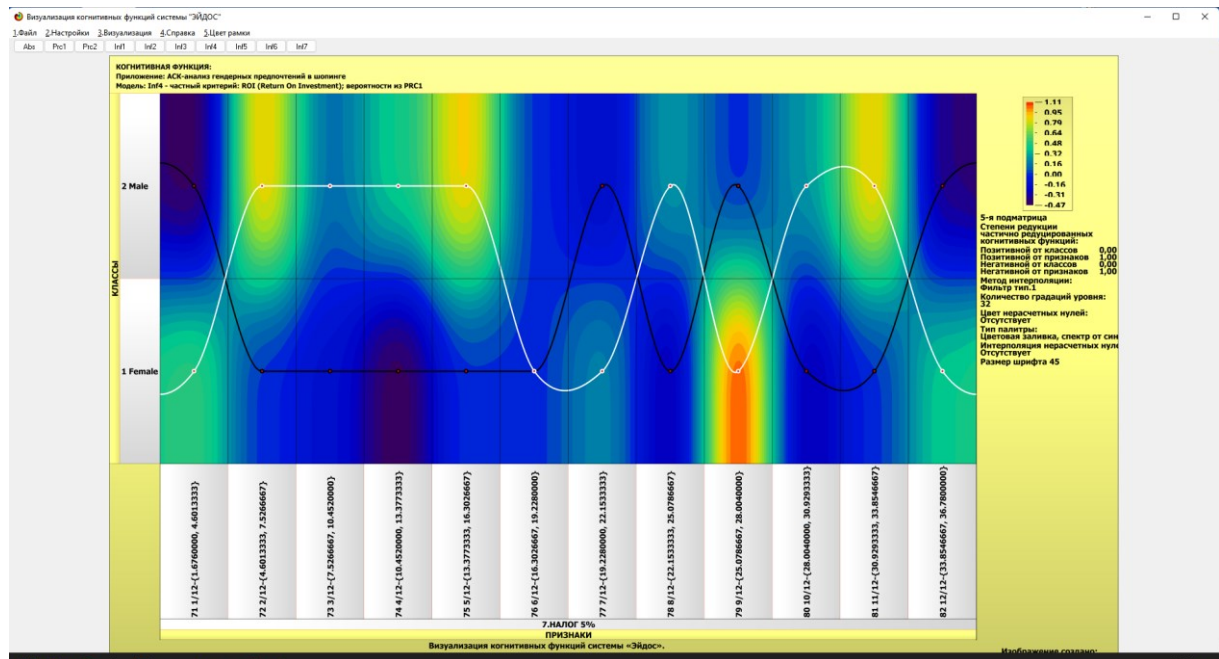 Визуализация когнитивных функций системы "ЭЙДОС"
1.Файл 2.Настройки 3.Визуализация 4.Справка 5.Цвет рамки
Abs Prc1 Prc2 Inf1 Inf2 Inf3 Inf4 Inf5 Inf6 Inf7
КОГНИТИВНАЯ ФУНКЦИЯ:
Приложение: АСК-анализ гендерных предпочтений в шопинге
Модель: Inf4 - частный критерий: ROI (Return On Investment); вероятности из PRC1
1.11
0.95
0.79
0.64
0.48
0.32
0.16
0.00
-0.16
-0.31
-0.47
2 Male
КЛАССЫ
1 Female
5-я подматрица
Степени редукции
частично редуцированных
когнитивных функций:
Позитивной от классов 0,00
Позитивной от признаков 1,00
Негативной от классов 0,00
Негативной от признаков 1,00
Метод интерполяции:
Фильтр тип.1
Количество градаций уровня:
32
Цвет нерасчетных нулей:
Отсутствует
Тип палитры:
Цветовая заливка, спектр от син
Интерполяция нерасчетных нуле
Отсутствует
Размер шрифта 45
71 1/12-{1.6760000, 4.6013333}
72 2/12-{4.6013333, 7.5266667}
73 3/12-{7.5266667, 10.4520000}
74 4/12-{10.4520000, 13.3773333}
75 5/12-{13.3773333, 16.3026667}
76 6/12-{16.3026667, 19.2280000}
77 7/12-{19.2280000, 22.1533333}
78 8/12-{22.1533333, 25.0786667}
79 9/12-{25.0786667, 28.0040000}
80 10/12-{28.0040000, 30.9293333}
81 11/12-{30.9293333, 33.8546667}
82 12/12-{33.8546667, 36.7800000}
7.НАЛОГ 5%
ПРИЗНАКИ
Визуализация когнитивных функций системы «Эйдос».
Изображение создано: